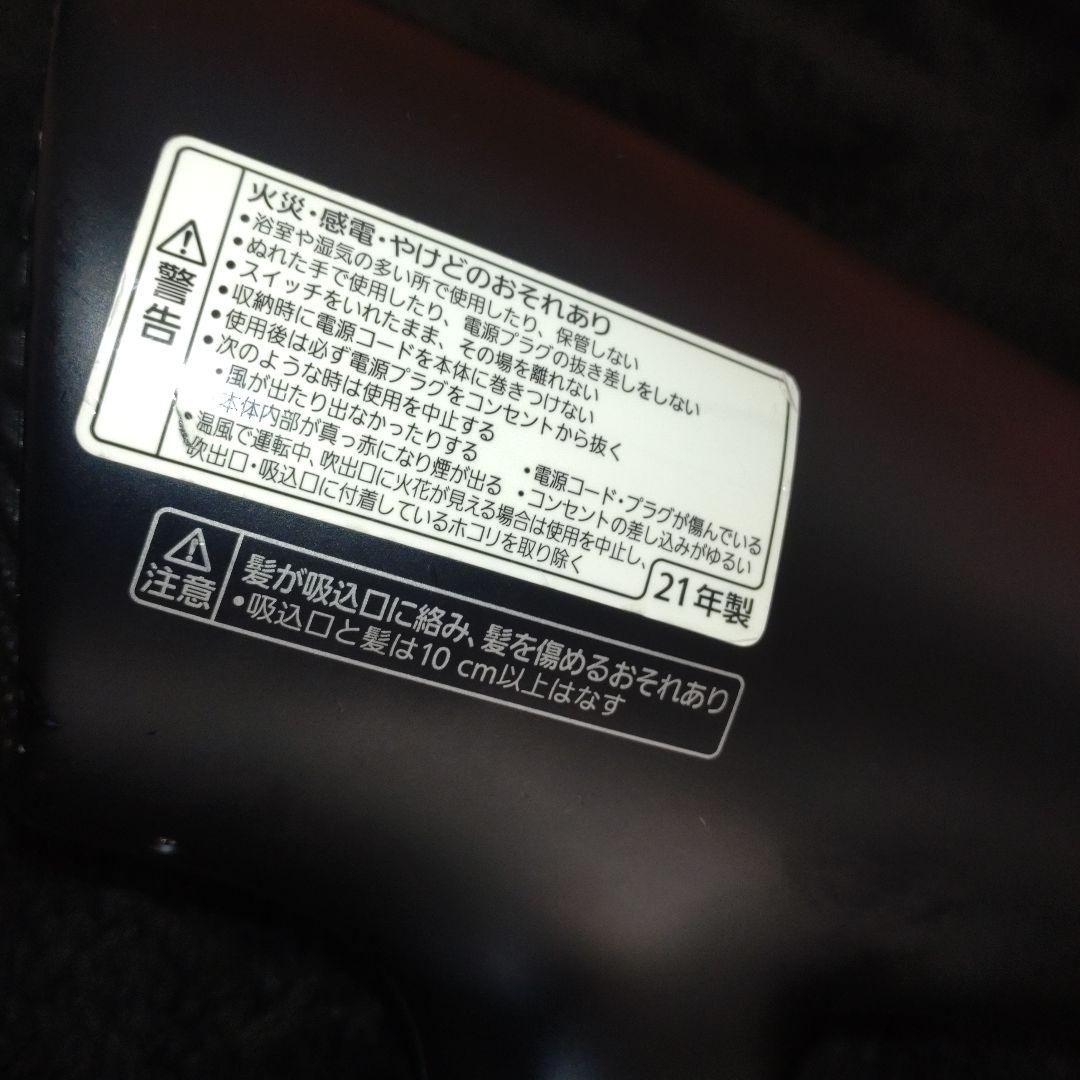 警告
火災・感電・やけどのおそれあり
•浴室や湿気の多い所で使用したり、保管しない
•ぬれた手で使用したり、電源プラグの抜き差しをしない
•スイッチをいれたまま、その場を離れない
•収納時に電源コードを本体に巻きつけない
•使用後は必ず電源プラグをコンセントから抜く
•次のような時は使用を中止する
・風が出たり出なかったりする
・電源コード・プラグが傷んでいる
本体内部が真っ赤になり煙が出る
・コンセントの差し込みがゆるい
・温風で運転中、吹出口に火花が見える場合は使用を中止し、
吹出口・吸込口に付着しているホコリを取り除く
21年製
注意
髪が吸込口に絡み、髪を傷めるおそれあり
•吸込口と髪は10 cm以上はなす